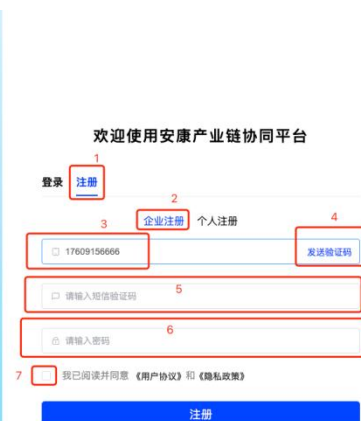 欢迎使用安康产业链协同平台
1
登录 注册
2
企业注册 个人注册
3 4
17609156666 发送验证码
请输入短信验证码 5
请输入密码 6
7 我已阅读并同意 《用户协议》和《隐私政策》
注册